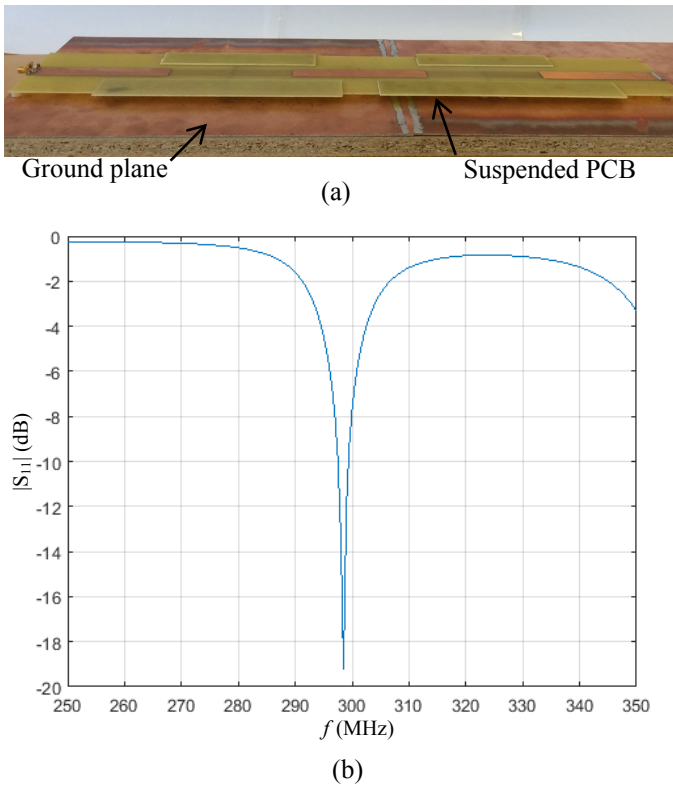 Ground plane
Suspended PCB
(a)
0
-2
-4
-6
-8
-10
-12
-14
-16
-18
-20
|S₁₁| (dB)
250 260 270 280 290 300 310 320 330 340 350
f (MHz)
(b)